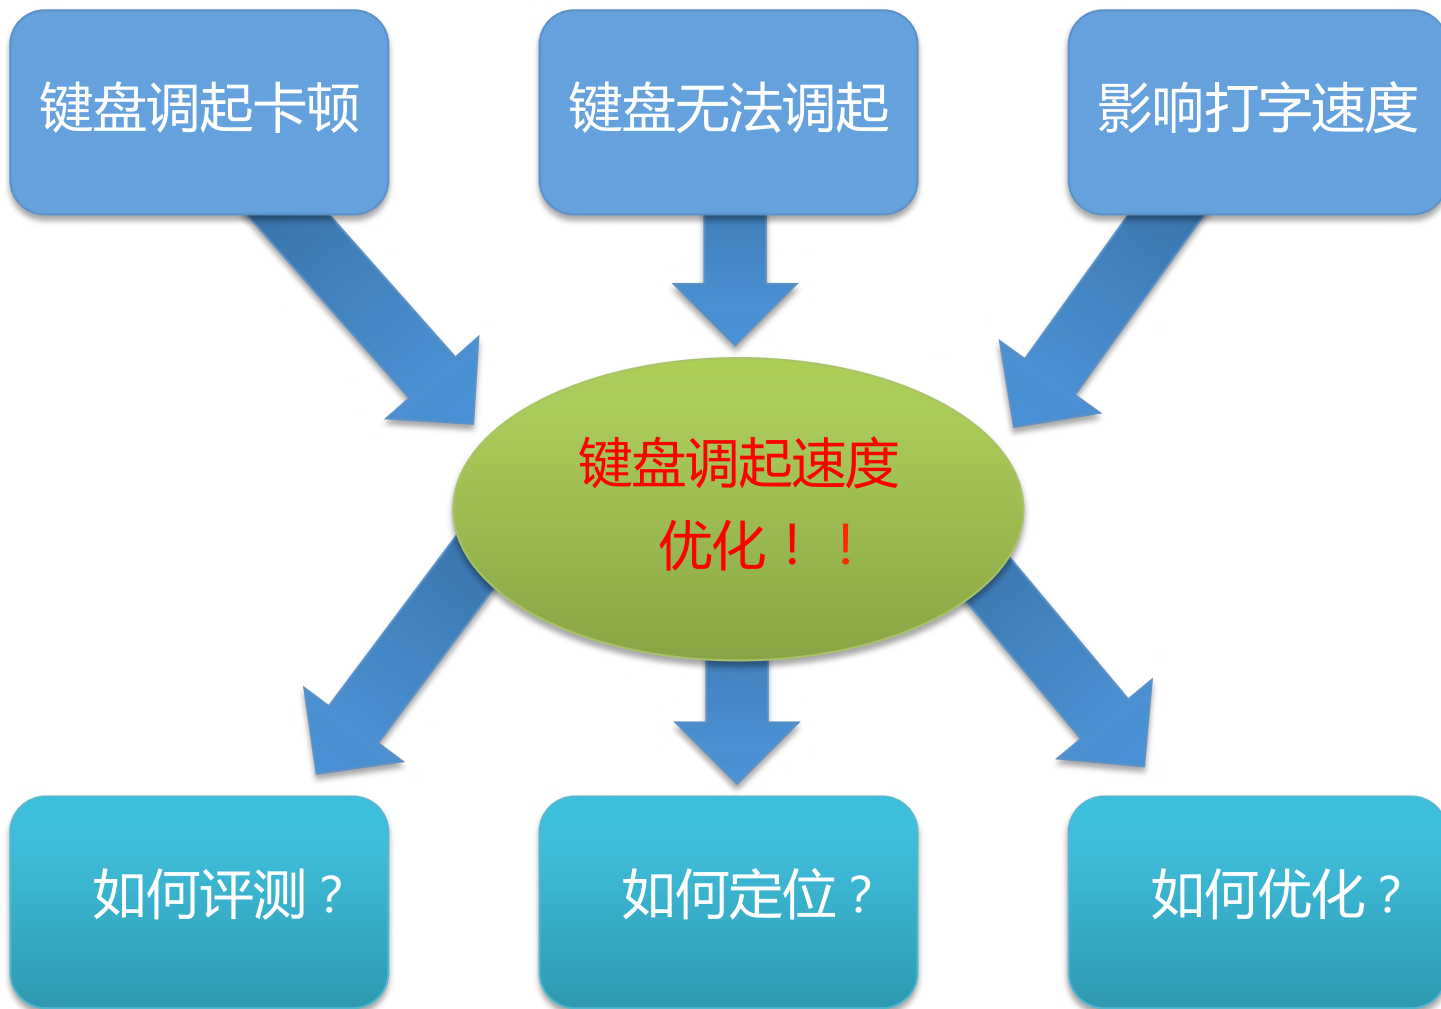 键盘调起卡顿
键盘无法调起
影响打字速度
键盘调起速度
优化！！
如何评测？
如何定位？
如何优化？